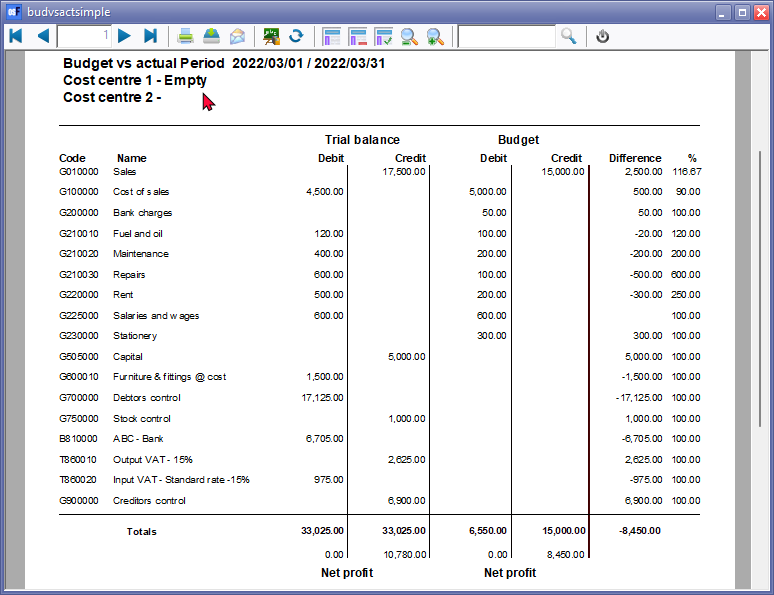 budvsactsimple
1
Budget vs actual Period 2022/03/01 / 2022/03/31
Cost centre 1 - Empty
Cost centre 2 -
Trial balance Budget
Code Name Debit Credit Debit Credit Difference %
G010000 Sales 17,500.00 15,000.00 2,500.00 116.67
G100000 Cost of sales 4,500.00 5,000.00 500.00 90.00
G200000 Bank charges 50.00 50.00 100.00
G210010 Fuel and oil 120.00 100.00 -20.00 120.00
G210020 Maintenance 400.00 200.00 -200.00 200.00
G210030 Repairs 600.00 100.00 -500.00 600.00
G220000 Rent 500.00 200.00 -300.00 250.00
G225000 Salaries and wages 600.00 600.00 100.00
G230000 Stationery 300.00 300.00 100.00
G505000 Capital 5,000.00 5,000.00 100.00
G600010 Furniture & fittings @ cost 1,500.00 -1,500.00 100.00
G700000 Debtors control 17,125.00 -17,125.00 100.00
G750000 Stock control 1,000.00 1,000.00 100.00
B810000 ABC - Bank 6,705.00 -6,705.00 100.00
T860010 Output VAT - 15% 2,625.00 2,625.00 100.00
T860020 Input VAT - Standard rate -15% 975.00 -975.00 100.00
G900000 Creditors control 6,900.00 6,900.00 100.00
Totals 33,025.00 33,025.00 6,550.00 15,000.00 -8,450.00
0.00 10,780.00 0.00 8,450.00
Net profit Net profit